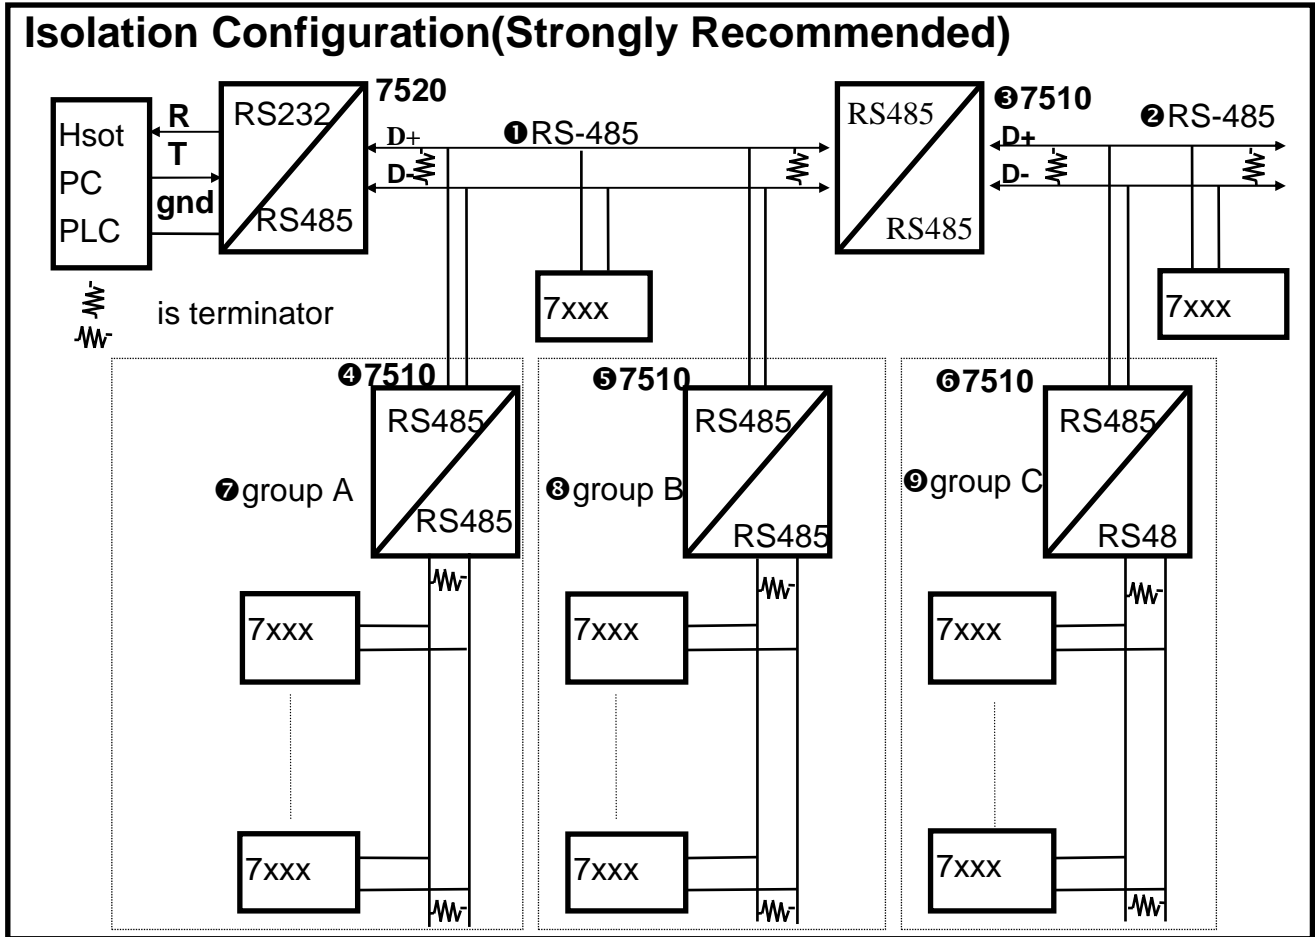 Isolation Configuration(Strongly Recommended)
Hsot
PC
PLC
R
T
gnd
RS232
RS485
7520
D+
D-
❶RS-485
RS485
RS485
❸7510
D+
D-
❷RS-485
7xxx
7xxx
is terminator
❹7510
RS485
RS485
❼group A
7xxx
7xxx
❺7510
RS485
RS485
❽group B
7xxx
7xxx
❻7510
RS485
RS48
❾group C
7xxx
7xxx